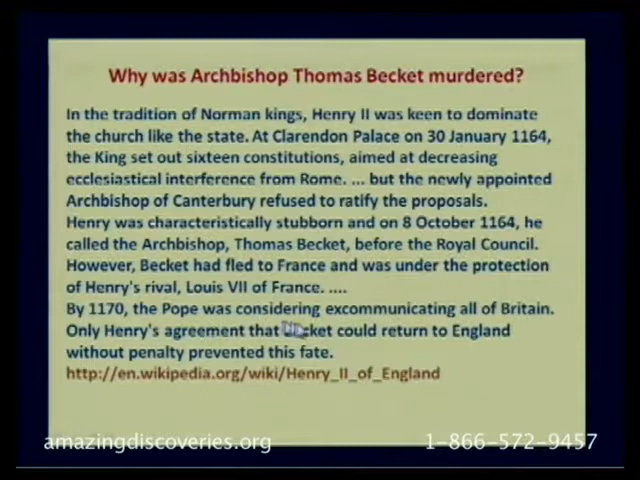 Why was Archbishop Thomas Becket murdered?
In the tradition of Norman kings, Henry II was keen to dominate
the church like the state. At Clarendon Palace on 30 January 1164,
the King set out sixteen constitutions, aimed at decreasing
ecclesiastical interference from Rome. ... but the newly appointed
Archbishop of Canterbury refused to ratify the proposals.
Henry was characteristically stubborn and on 8 October 1164, he
called the Archbishop, Thomas Becket, before the Royal Council.
However, Becket had fled to France and was under the protection
of Henry's rival, Louis VII of France. ....
By 1170, the Pope was considering excommunicating all of Britain.
Only Henry's agreement that Becket could return to England
without penalty prevented this fate.
http://en.wikipedia.org/wiki/Henry_II_of_England
amazingdiscoveries.org 1-866-572-9457